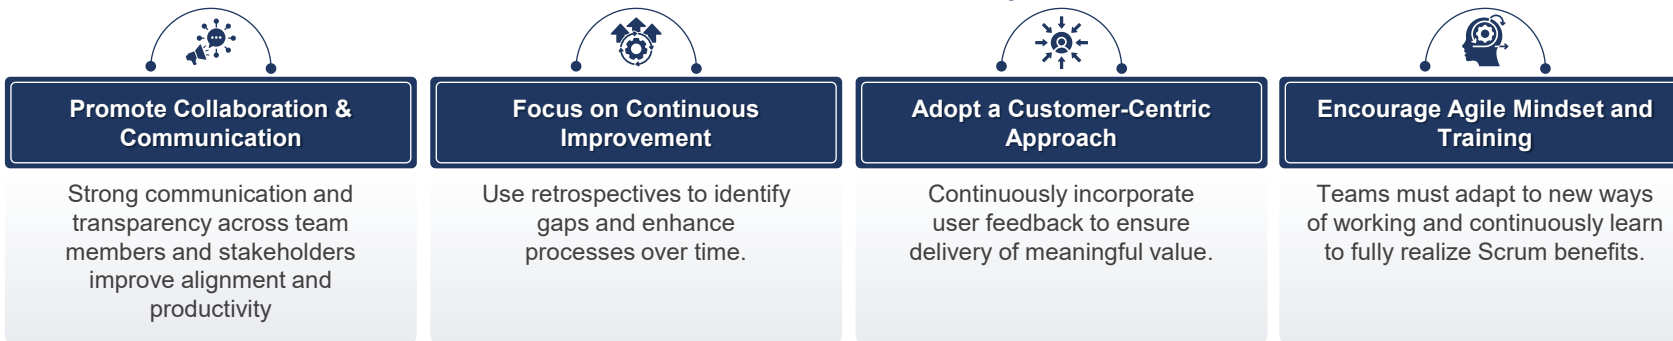 Promote Collaboration &
Communication
Strong communication and
transparency across team
members and stakeholders
improve alignment and
productivity
Focus on Continuous
Improvement
Use retrospectives to identify
gaps and enhance
processes over time.
Adopt a Customer-Centric
Approach
Continuously incorporate
user feedback to ensure
delivery of meaningful value.
Encourage Agile Mindset and
Training
Teams must adapt to new ways
of working and continuously learn
to fully realize Scrum benefits.